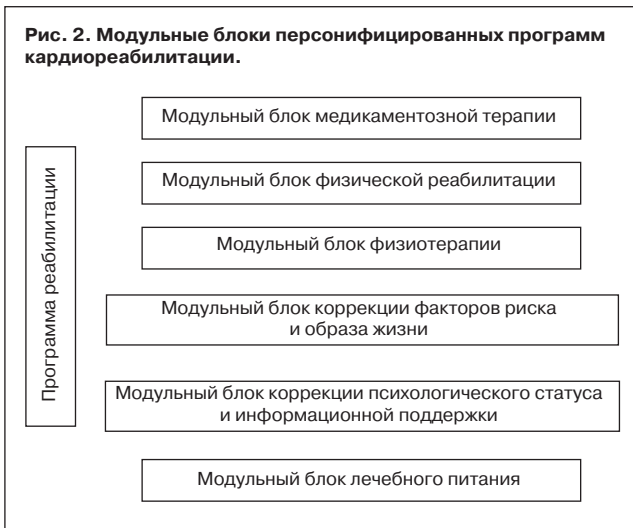 Рис. 2. Модульные блоки персонифицированных программ
кардиореабилитации.
Программа реабилитации
Модульный блок медикаментозной терапии
Модульный блок физической реабилитации
Модульный блок физиотерапии
Модульный блок коррекции факторов риска
и образа жизни
Модульный блок коррекции психологического статуса
и информационной поддержки
Модульный блок лечебного питания